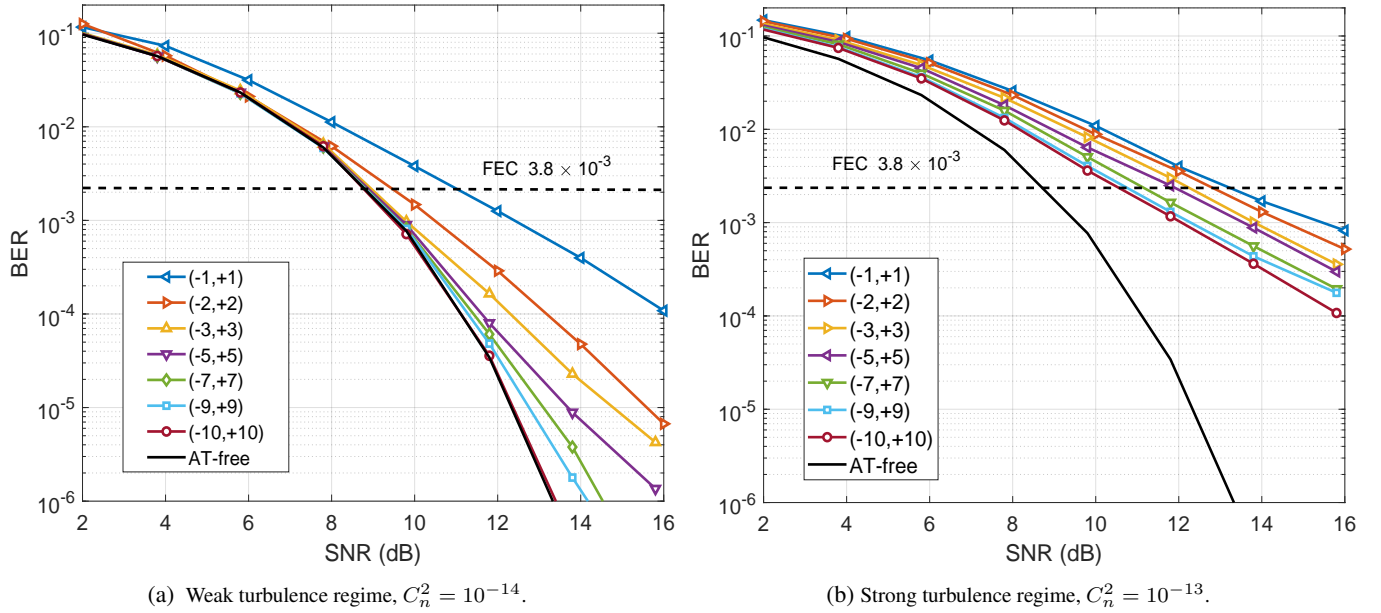 10^-1
10^-2
10^-3
10^-4
10^-5
10^-6
BER
FEC 3.8 × 10^-3
(-1,+1)
(-2,+2)
(-3,+3)
(-5,+5)
(-7,+7)
(-9,+9)
(-10,+10)
AT-free
2 4 6 8 10 12 14 16
SNR (dB)
(a) Weak turbulence regime, C_n^2 = 10^-14.
10^-1
10^-2
10^-3
10^-4
10^-5
10^-6
BER
FEC 3.8 × 10^-3
(-1,+1)
(-2,+2)
(-3,+3)
(-5,+5)
(-7,+7)
(-9,+9)
(-10,+10)
AT-free
2 4 6 8 10 12 14 16
SNR (dB)
(b) Strong turbulence regime, C_n^2 = 10^-13.